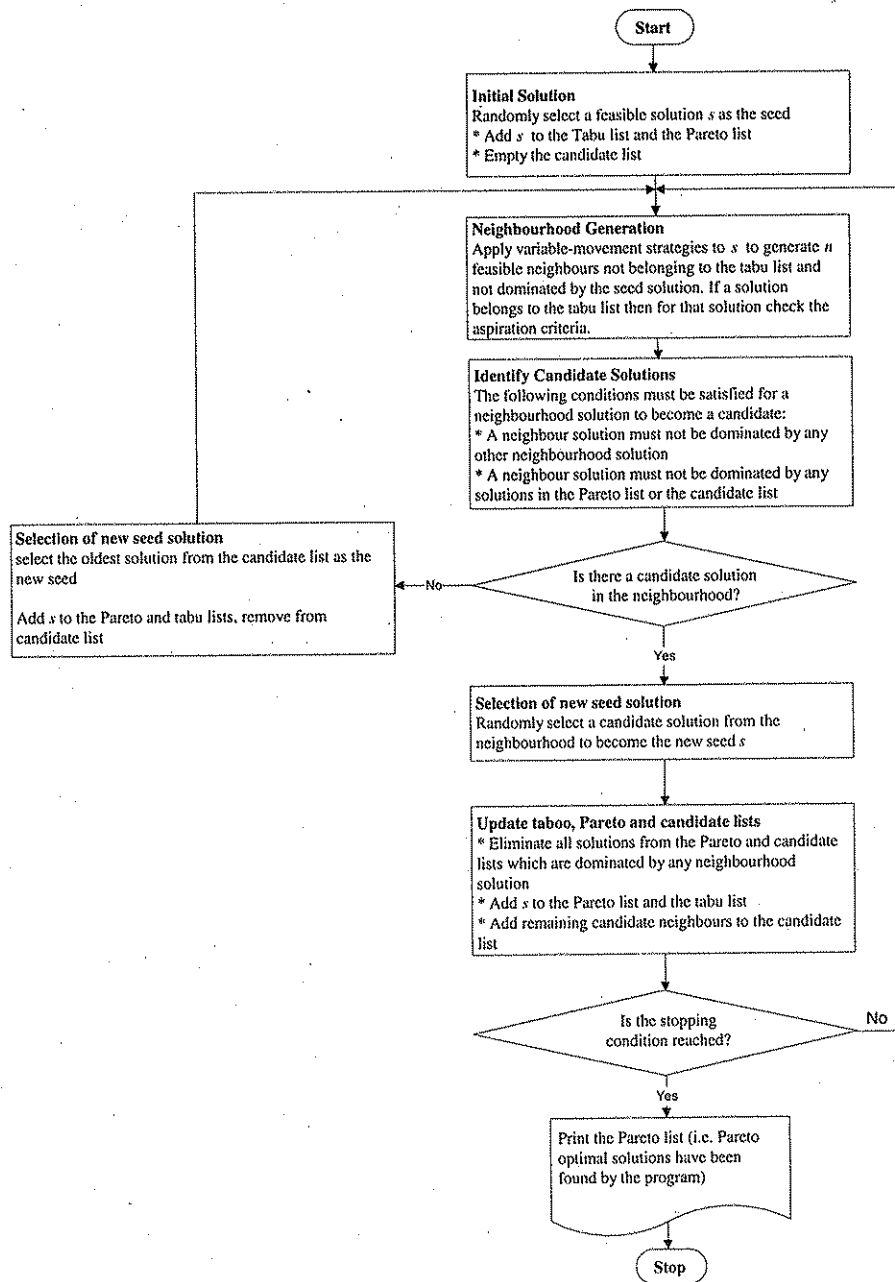 Start
Initial Solution
Randomly select a feasible solution s as the seed
* Add s to the Tabu list and the Pareto list
* Empty the candidate list
Neighbourhood Generation
Apply variable-movement strategies to s to generate n
feasible neighbours not belonging to the tabu list and
not dominated by the seed solution. If a solution
belongs to the tabu list then for that solution check the
aspiration criteria.
Identify Candidate Solutions
The following conditions must be satisfied for a
neighbourhood solution to become a candidate:
* A neighbour solution must not be dominated by any
other neighbourhood solution
* A neighbour solution must not be dominated by any
solutions in the Pareto list or the candidate list
Selection of new seed solution
select the oldest solution from the candidate list as the
new seed
Add s to the Pareto and tabu lists, remove from
candidate list
No
Is there a candidate solution
in the neighbourhood?
Yes
Selection of new seed solution
Randomly select a candidate solution from the
neighbourhood to become the new seed s
Update taboo, Pareto and candidate lists
* Eliminate all solutions from the Pareto and candidate
lists which are dominated by any neighbourhood
solution
* Add s to the Pareto list and the tabu list
* Add remaining candidate neighbours to the candidate
list
Is the stopping
condition reached?
No
Yes
Print the Pareto list (i.e. Pareto
optimal solutions have been
found by the program)
Stop